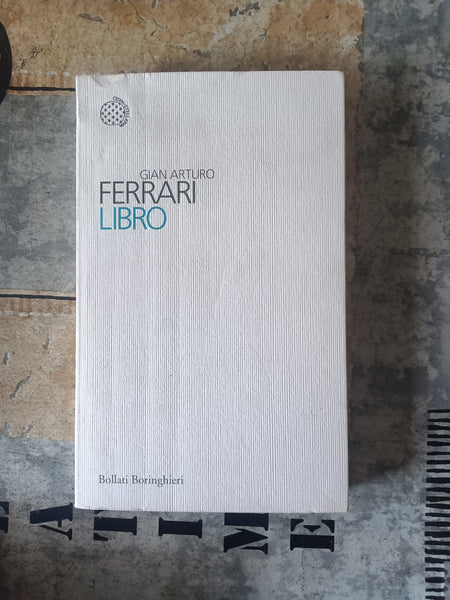 GIAN ARTURO
FERRARI
LIBRO
Bollati Boringhieri
A T I M E